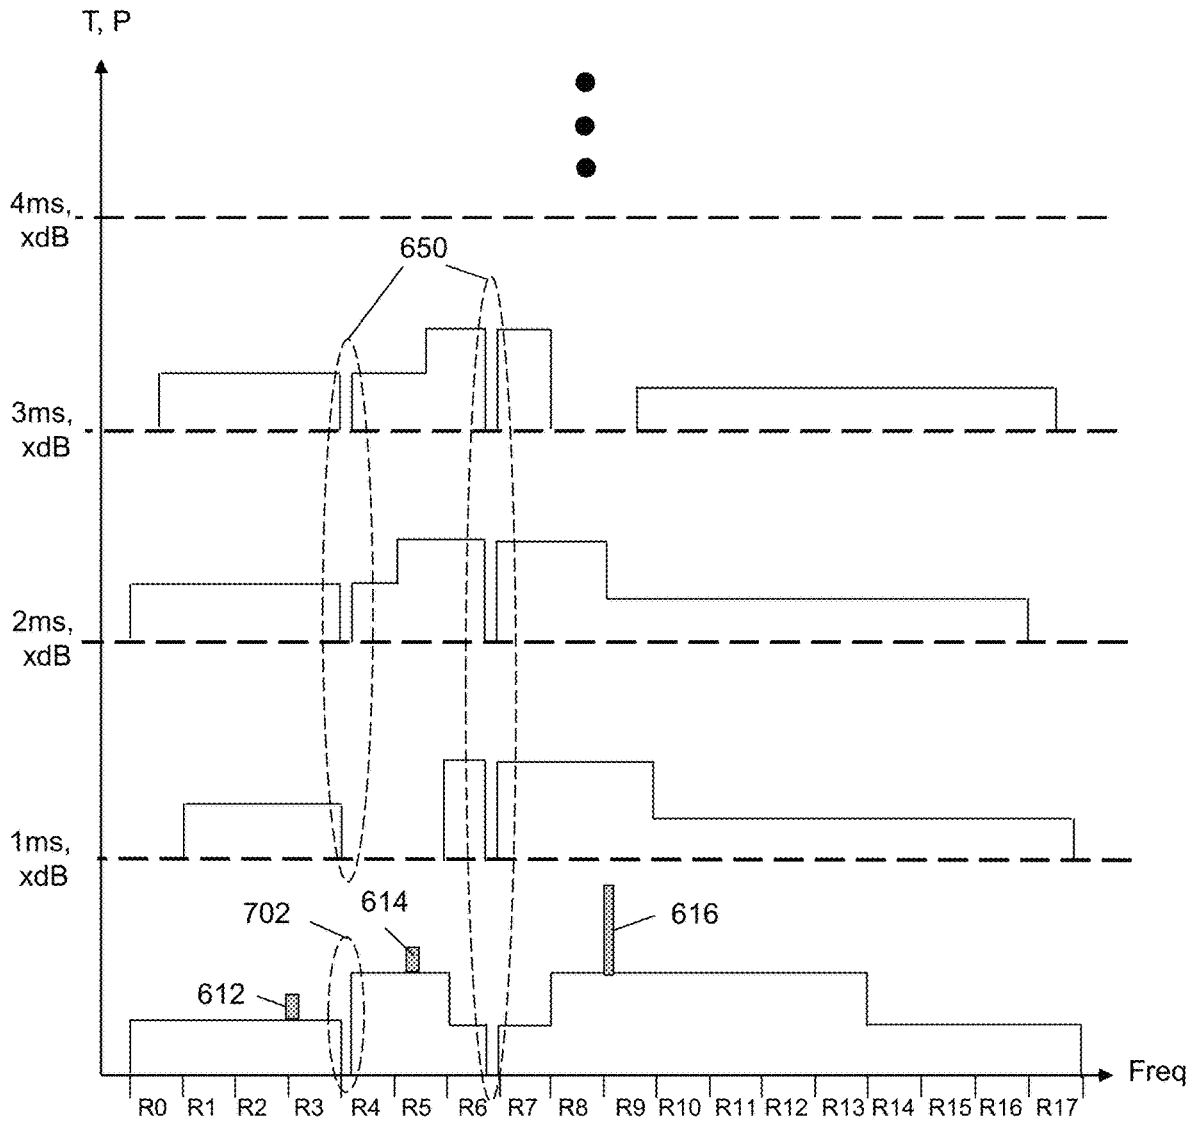 T, P
4ms,
xdB
650
3ms,
xdB
2ms,
xdB
1ms,
xdB
702
614
616
612
Freq
R0 R1 R2 R3 R4 R5 R6 R7 R8 R9 R10 R11 R12 R13 R14 R15 R16 R17